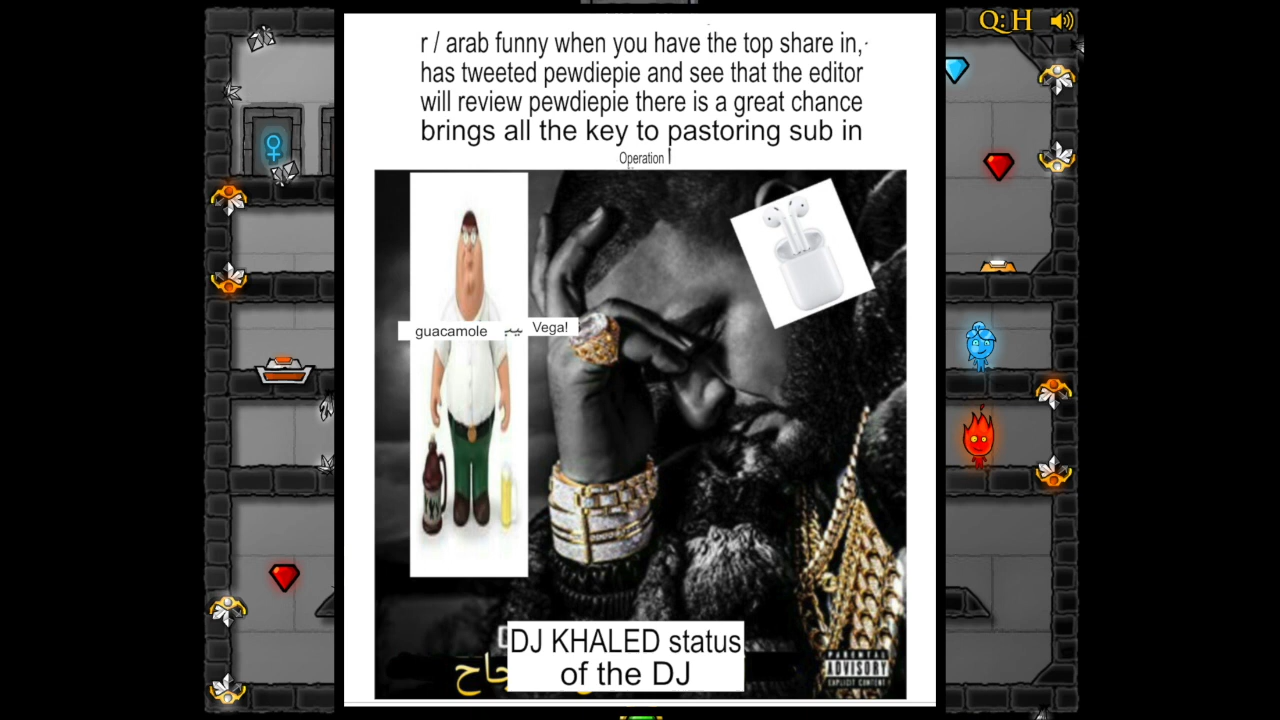 Q: H
r / arab funny when you have the top share in,
has tweeted pewdiepie and see that the editor
will review pewdiepie there is a great chance
brings all the key to pastoring sub in
Operation
guacamole
Vega!
DJ KHALED status
of the DJ
PARENTAL
ADVISORY
EXPLICIT CONTENT